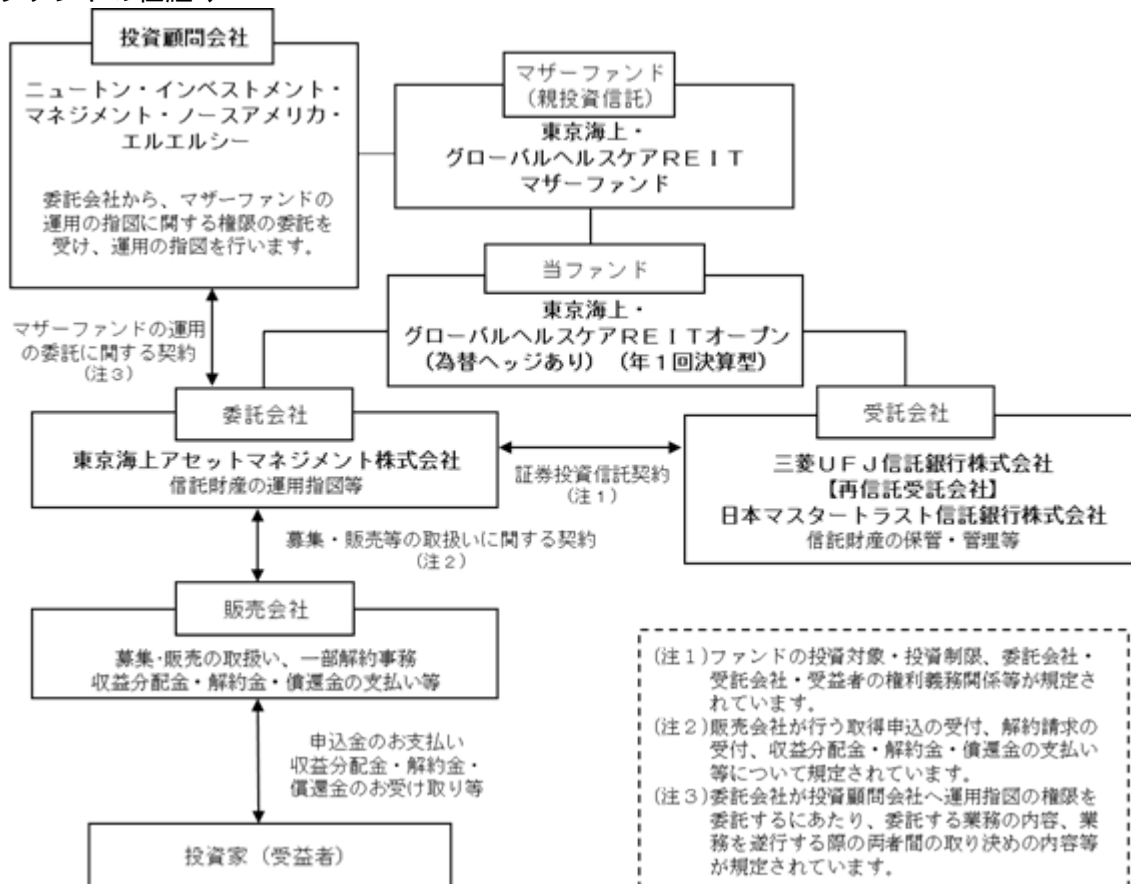 投資顧問会社
ニュートン・インベストメント・
マネジメント・ノースアメリカ・
エルエルシー
委託会社から、マザーファンドの
運用の指図に関する権限の委託を
受け、運用の指図を行います。
マザーファンド
(親投資信託)
東京海上・
グローバルヘルスケアREIT
マザーファンド
当ファンド
東京海上・
グローバルヘルスケアREITオープン
(為替ヘッジあり)(年1回決算型)
マザーファンドの運用
の委託に関する契約
(注3)
委託会社
東京海上アセットマネジメント株式会社
信託財産の運用指図等
証券投資信託契約
(注1)
受託会社
三菱UFJ信託銀行株式会社
【再信託受託会社】
日本マスタートラスト信託銀行株式会社
信託財産の保管・管理等
募集・販売等の取扱いに関する契約
(注2)
販売会社
募集・販売の取扱い、一部解約事務
収益分配金・解約金・償還金の支払い等
申込金のお支払い
収益分配金・解約金・
償還金のお受け取り等
投資家(受益者)
(注1)ファンドの投資対象・投資制限、委託会社・
受託会社・受益者の権利義務関係等が規定さ
れています。
(注2)販売会社が行う取得申込の受付、解約請求の
受付、収益分配金・解約金・償還金の支払い
等について規定されています。
(注3)委託会社が投資顧問会社へ運用指図の権限を
委託するにあたり、委託する業務の内容、業
務を遂行する際の両者間の取り決めの内容等
が規定されています。